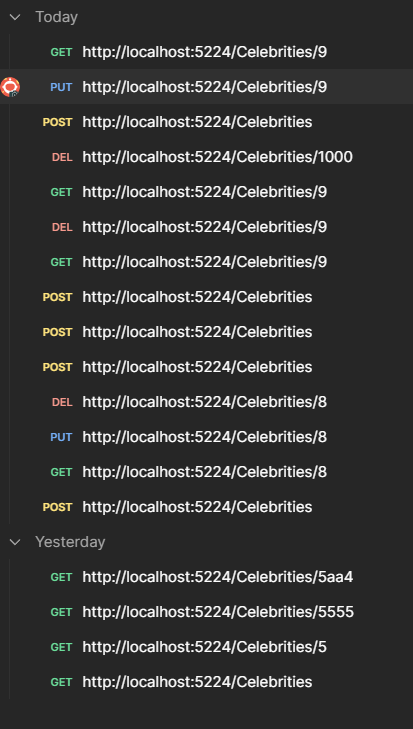 Today
GET http://localhost:5224/Celebrities/9
PUT http://localhost:5224/Celebrities/9
POST http://localhost:5224/Celebrities
DEL http://localhost:5224/Celebrities/1000
GET http://localhost:5224/Celebrities/9
DEL http://localhost:5224/Celebrities/9
GET http://localhost:5224/Celebrities/9
POST http://localhost:5224/Celebrities
POST http://localhost:5224/Celebrities
POST http://localhost:5224/Celebrities
DEL http://localhost:5224/Celebrities/8
PUT http://localhost:5224/Celebrities/8
GET http://localhost:5224/Celebrities/8
POST http://localhost:5224/Celebrities
Yesterday
GET http://localhost:5224/Celebrities/5aa4
GET http://localhost:5224/Celebrities/5555
GET http://localhost:5224/Celebrities/5
GET http://localhost:5224/Celebrities